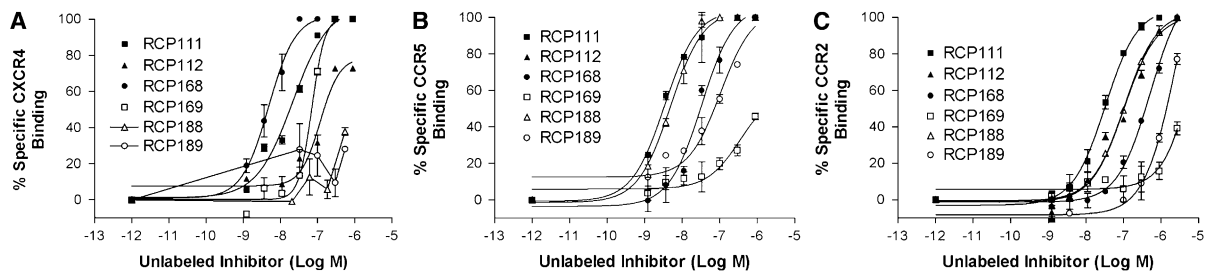 A
% Specific CXCR4
Binding
100
80
60
40
20
0
RCP111
RCP112
RCP168
RCP169
RCP188
RCP189
-13 -12 -11 -10 -9 -8 -7 -6 -5
Unlabeled Inhibitor (Log M)
B
% Specific CCR5
Binding
100
80
60
40
20
0
RCP111
RCP112
RCP168
RCP169
RCP188
RCP189
-13 -12 -11 -10 -9 -8 -7 -6 -5
Unlabeled Inhibitor (Log M)
C
% Specific CCR2
Binding
100
80
60
40
20
0
RCP111
RCP112
RCP168
RCP169
RCP188
RCP189
-13 -12 -11 -10 -9 -8 -7 -6 -5
Unlabeled Inhibitor (Log M)